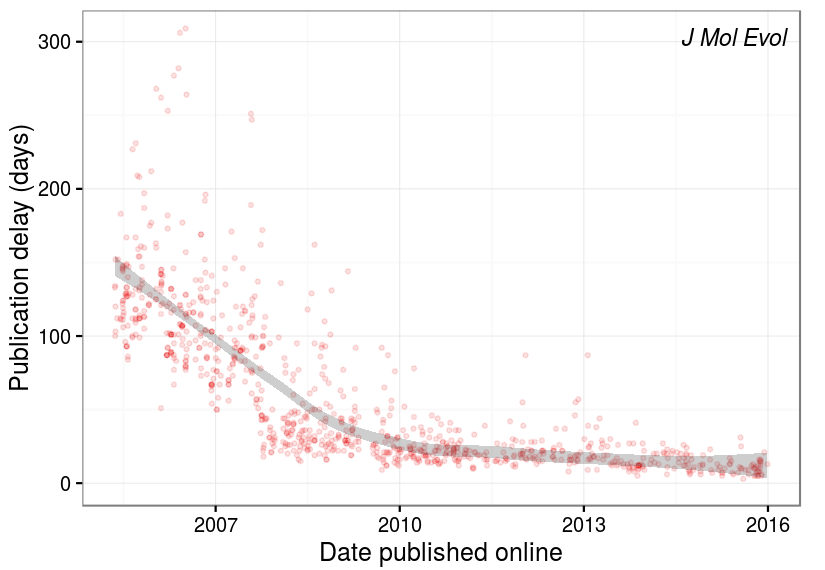 J Mol Evol
Publication delay (days)
300
200
100
0
2007 2010 2013 2016
Date published online